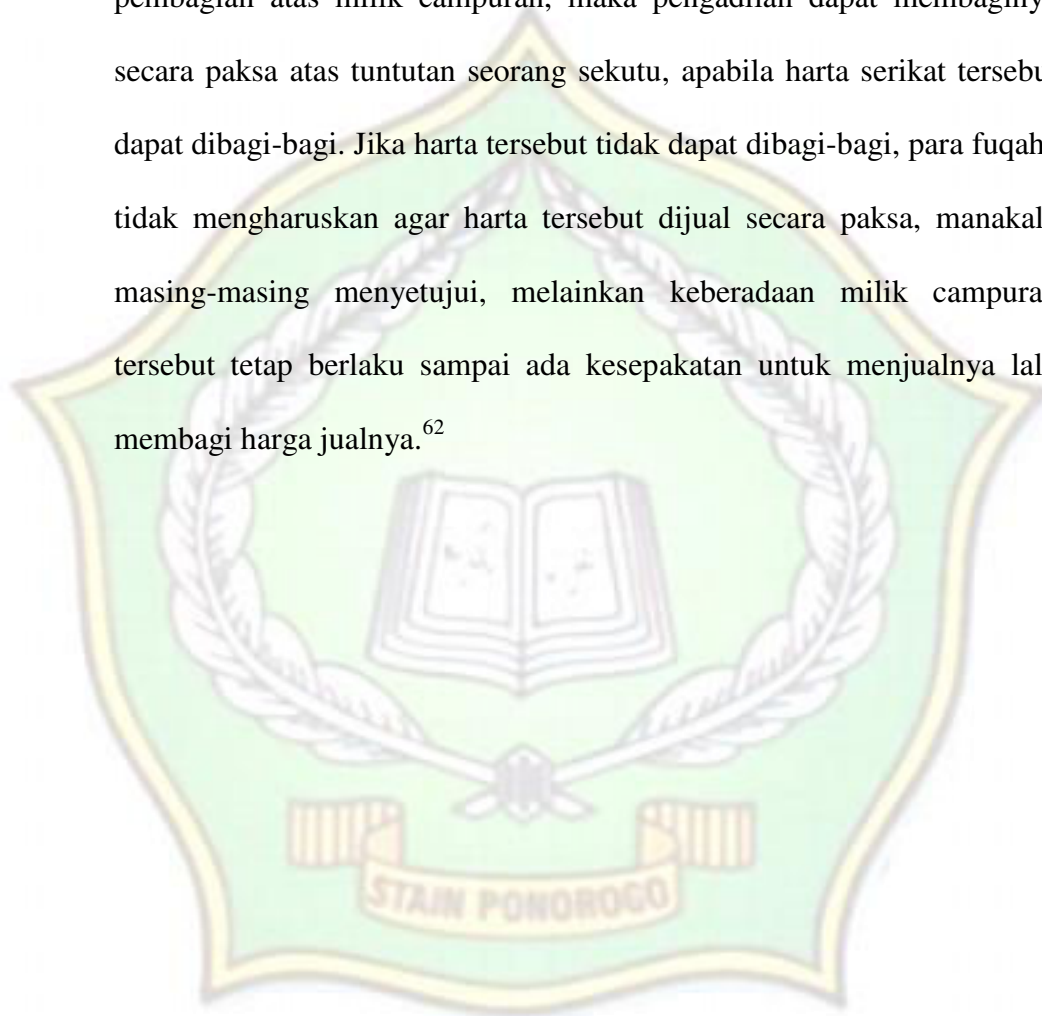 pembagian atas milik campuran, maka pengadilan dapat membaginy
secara paksa atas tuntutan seorang sekutu, apabila harta serikat tersebu
dapat dibagi-bagi. Jika harta tersebut tidak dapat dibagi-bagi, para fuqah
tidak mengharuskan agar harta tersebut dijual secara paksa, manakal
masing-masing menyetujui, melainkan keberadaan milik campura
tersebut tetap berlaku sampai ada kesepakatan untuk menjualnya lal
membagi harga jualnya.62
STAIN PONOROGO